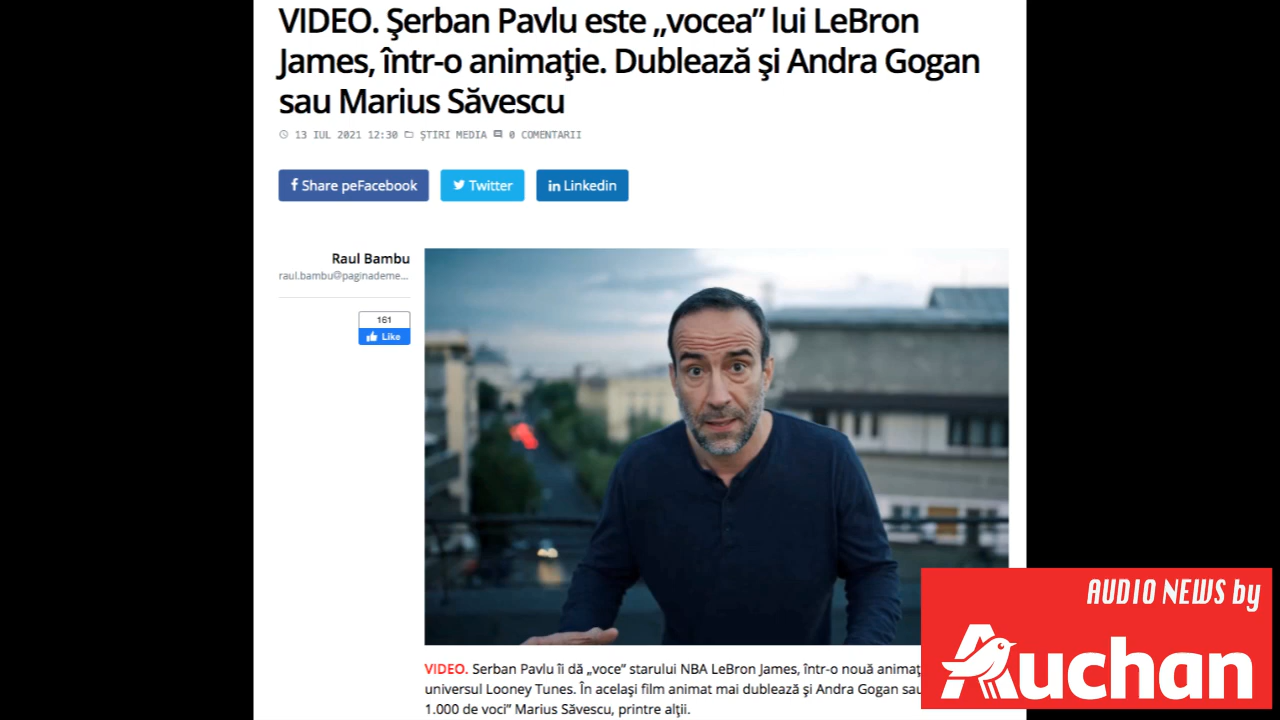 VIDEO. Şerban Pavlu este „vocea” lui LeBron
James, într-o animaţie. Dublează şi Andra Gogan
sau Marius Săvescu
13 IUL 2021 12:30 ŞTIRI MEDIA 0 COMENTARII
Share peFacebook Twitter Linkedin
Raul Bambu
raul.bambu@paginademe...
161
Like
AUDIO NEWS by
Auchan
VIDEO. Serban Pavlu îi dă „voce” starului NBA LeBron James, într-o nouă animaţ
universul Looney Tunes. În acelaşi film animat mai dublează şi Andra Gogan sau
1.000 de voci” Marius Săvescu, printre alţii.